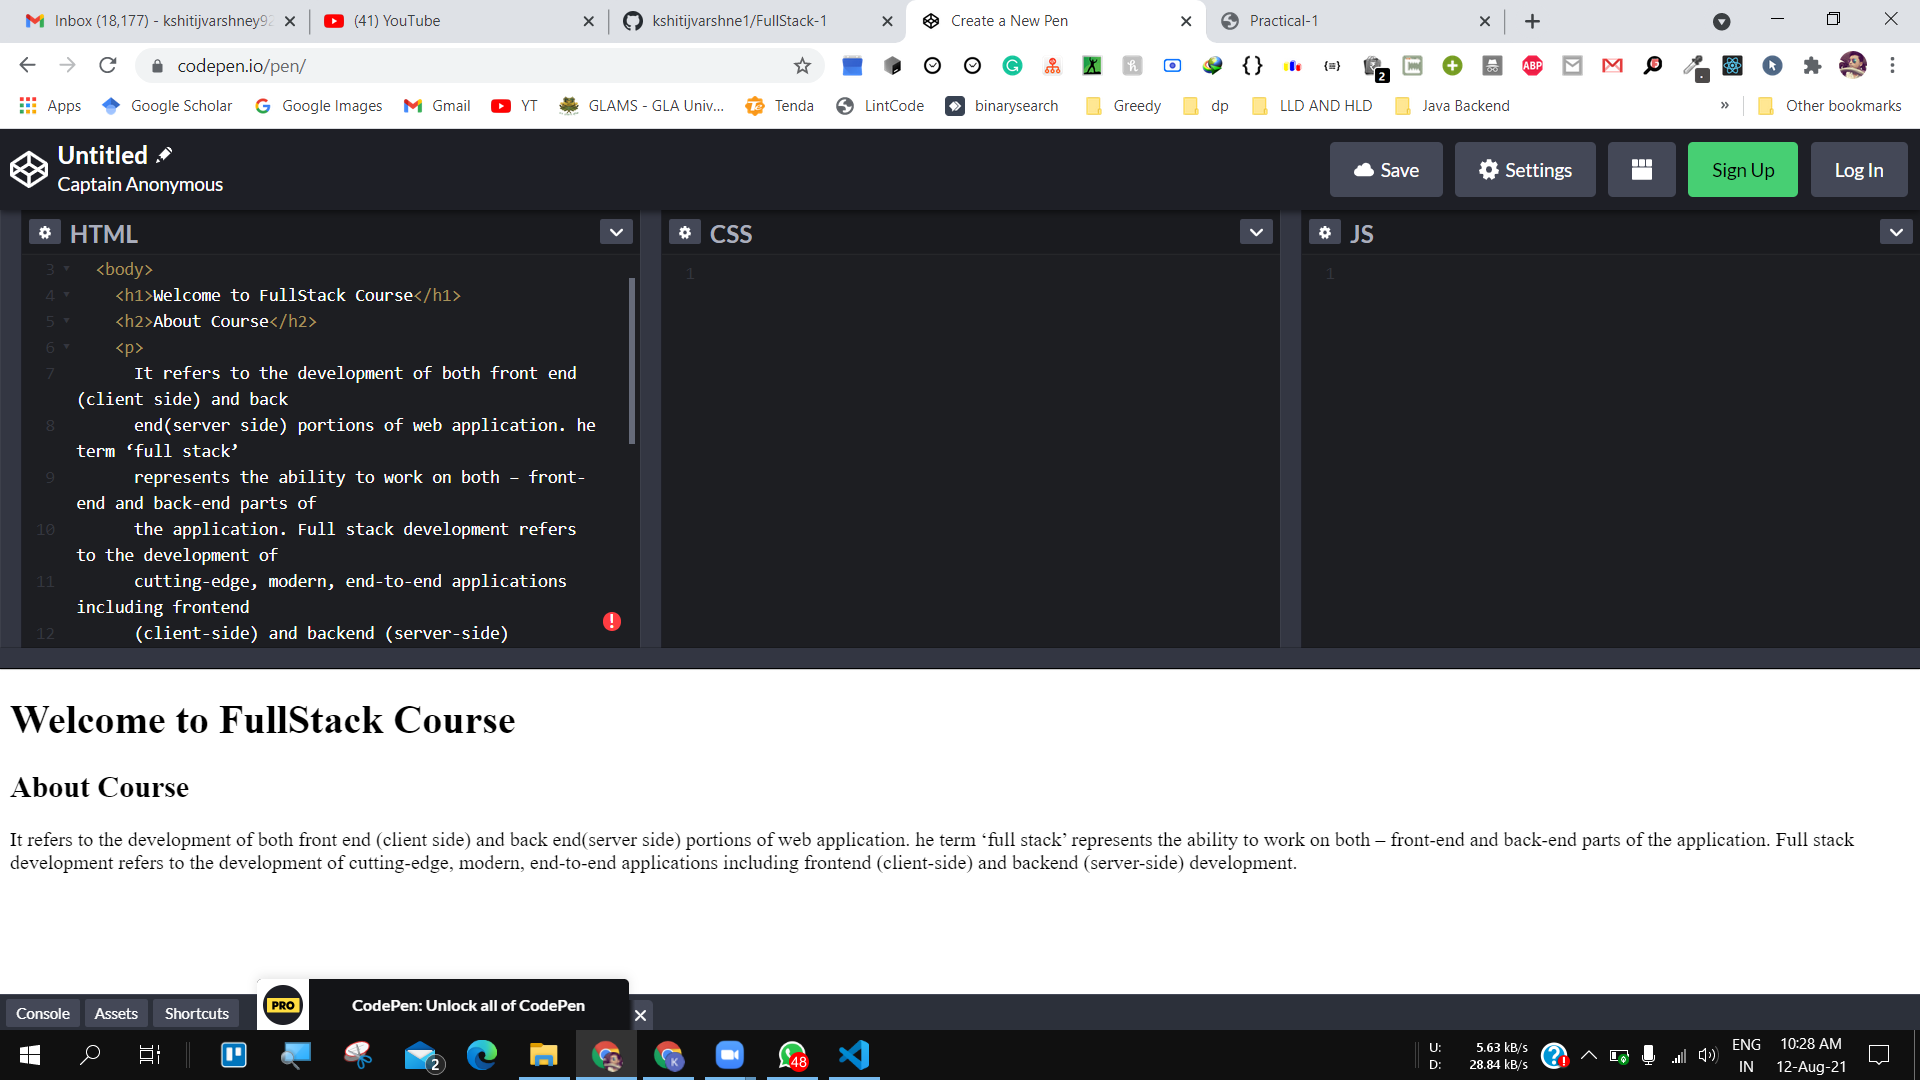 Inbox (18,177) - kshitijvarshney92
(41) YouTube
kshitijvarshne1/FullStack-1
Create a New Pen
Practical-1
codepen.io/pen/
2
ABP
Apps
Google Scholar
Google Images
Gmail
YT
GLAMS - GLA Univ...
Tenda
LintCode
binarysearch
Greedy
dp
LLD AND HLD
Java Backend
»
Other bookmarks
Untitled
Captain Anonymous
Save
Settings
Sign Up
Log In
HTML
CSS
JS
3 <body>
4 <h1>Welcome to FullStack Course</h1>
5 <h2>About Course</h2>
6 <p>
7 It refers to the development of both front end
(client side) and back
8 end(server side) portions of web application. he
term ‘full stack’
9 represents the ability to work on both – front-
end and back-end parts of
10 the application. Full stack development refers
to the development of
11 cutting-edge, modern, end-to-end applications
including frontend
12 (client-side) and backend (server-side)
1
1
Welcome to FullStack Course
About Course
It refers to the development of both front end (client side) and back end(server side) portions of web application. he term ‘full stack’ represents the ability to work on both – front-end and back-end parts of the application. Full stack
development refers to the development of cutting-edge, modern, end-to-end applications including frontend (client-side) and backend (server-side) development.
Console
Assets
Shortcuts
PRO
CodePen: Unlock all of CodePen
2
K
48
U: 5.63 kB/s
D: 28.84 kB/s
ENG
IN
10:28 AM
12-Aug-21